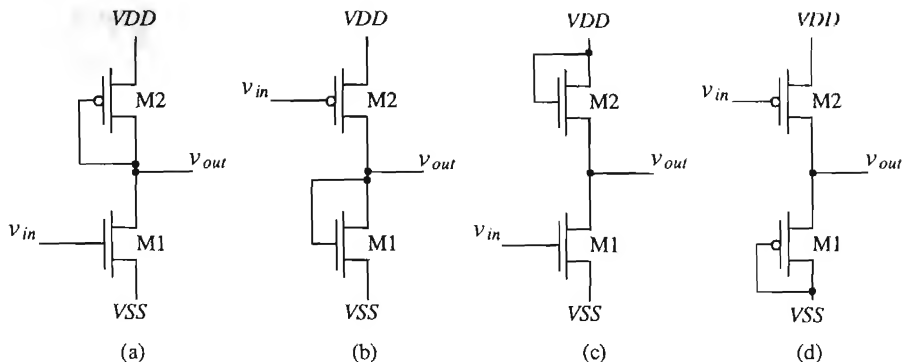 VDD
VDD
VDD
VDD
M2
v_in
M2
M2
v_in
M2
v_out
v_out
v_out
v_out
v_in
M1
M1
v_in
M1
M1
VSS
VSS
VSS
VSS
(a)
(b)
(c)
(d)